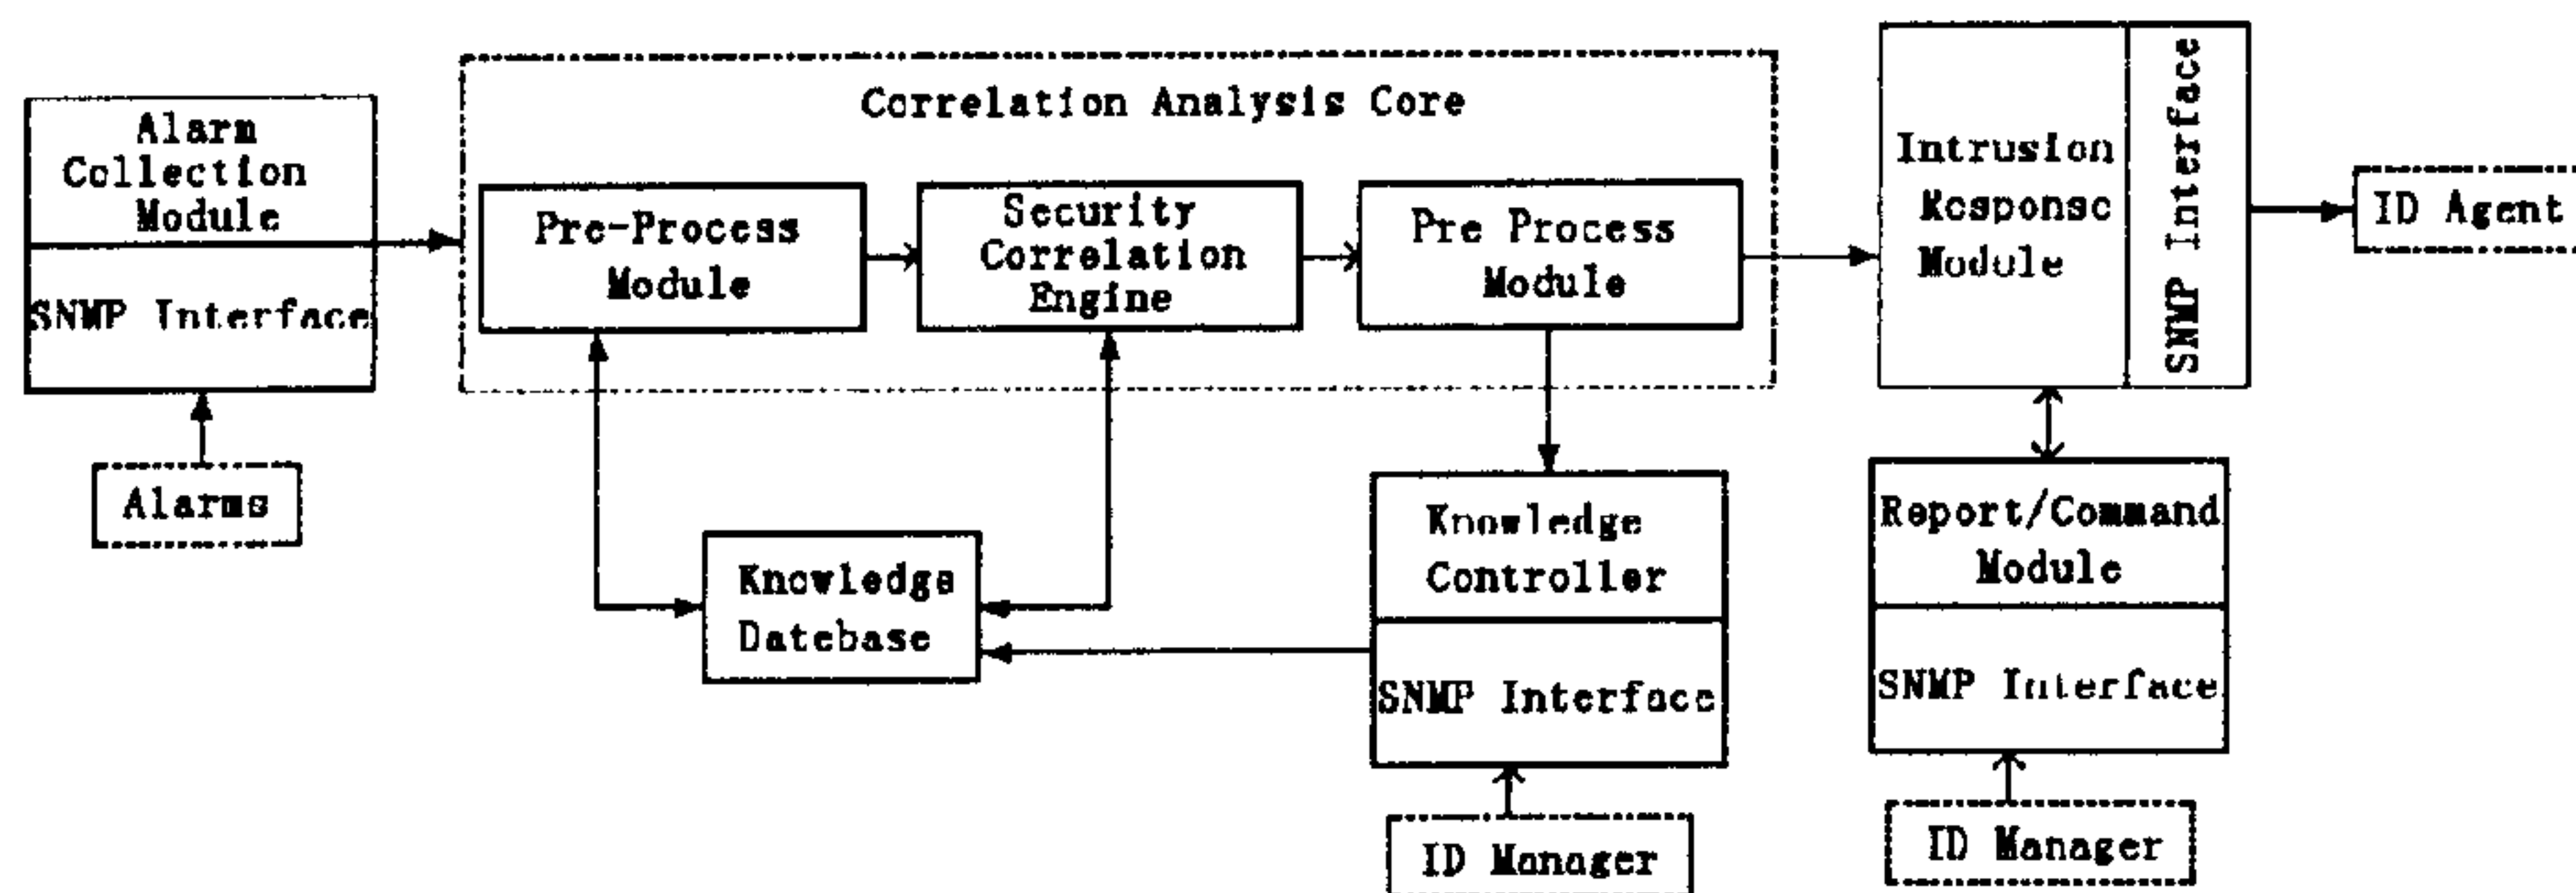 Correlation Analysis Core
Alarm
Collection
Module
SNMP Interface
Alarms
Pre-Process
Module
Security
Correlation
Engine
Pre Process
Module
Intrusion
Response
Module
SNMP Interface
ID Agent
Knowledge
Datebase
Knowledge
Controller
SNMP Interface
ID Manager
Report/Command
Module
SNMP Interface
ID Manager